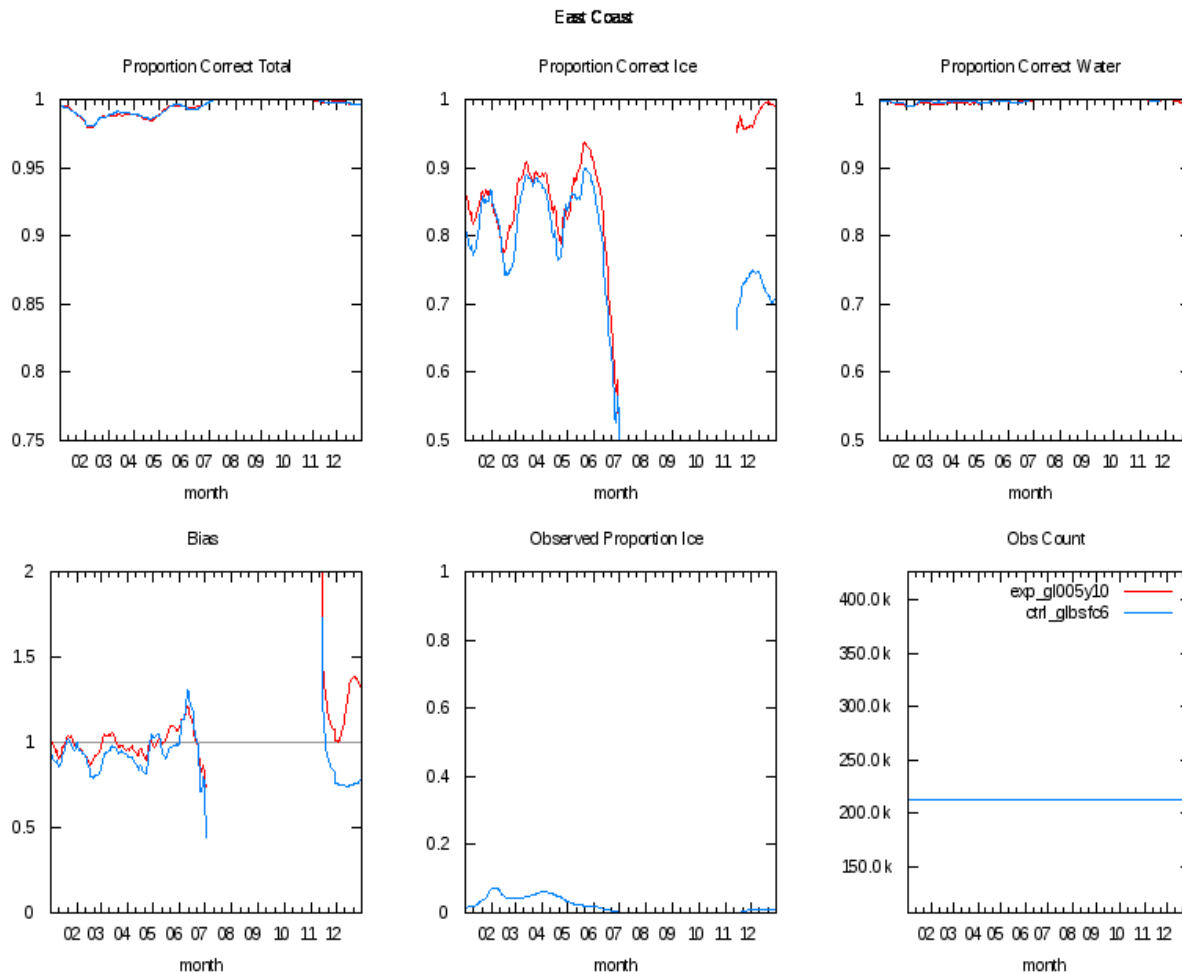 East Coast
Proportion Correct Total
1
0.95
0.9
0.85
0.8
0.75
02 03 04 05 06 07 08 09 10 11 12
month
Proportion Correct Ice
1
0.9
0.8
0.7
0.6
0.5
02 03 04 05 06 07 08 09 10 11 12
month
Proportion Correct Water
1
0.9
0.8
0.7
0.6
0.5
02 03 04 05 06 07 08 09 10 11 12
month
Bias
2
1.5
1
0.5
0
02 03 04 05 06 07 08 09 10 11 12
month
Observed Proportion Ice
1
0.8
0.6
0.4
0.2
0
02 03 04 05 06 07 08 09 10 11 12
month
Obs Count
exp_gl005y10
ctrl_glbsfc6
400.0k
350.0k
300.0k
250.0k
200.0k
150.0k
02 03 04 05 06 07 08 09 10 11 12
month